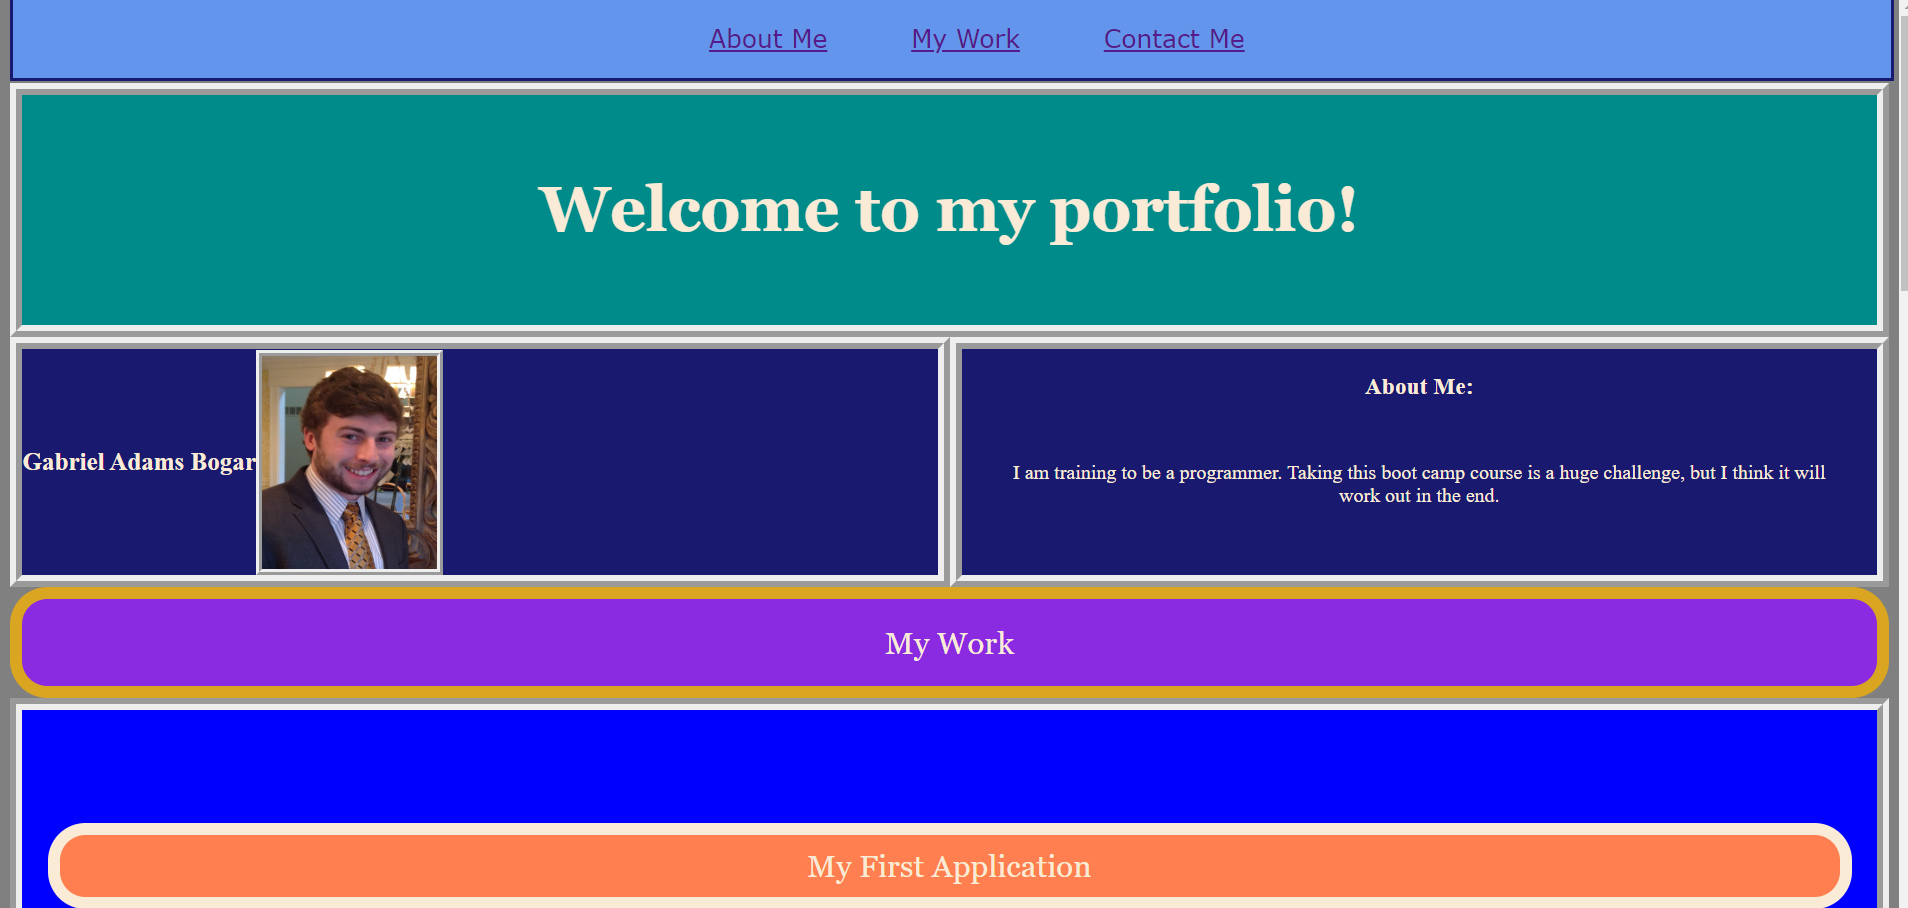 About Me My Work Contact Me
Welcome to my portfolio!
Gabriel Adams Bogar
About Me:
I am training to be a programmer. Taking this boot camp course is a huge challenge, but I think it will
work out in the end.
My Work
My First Application